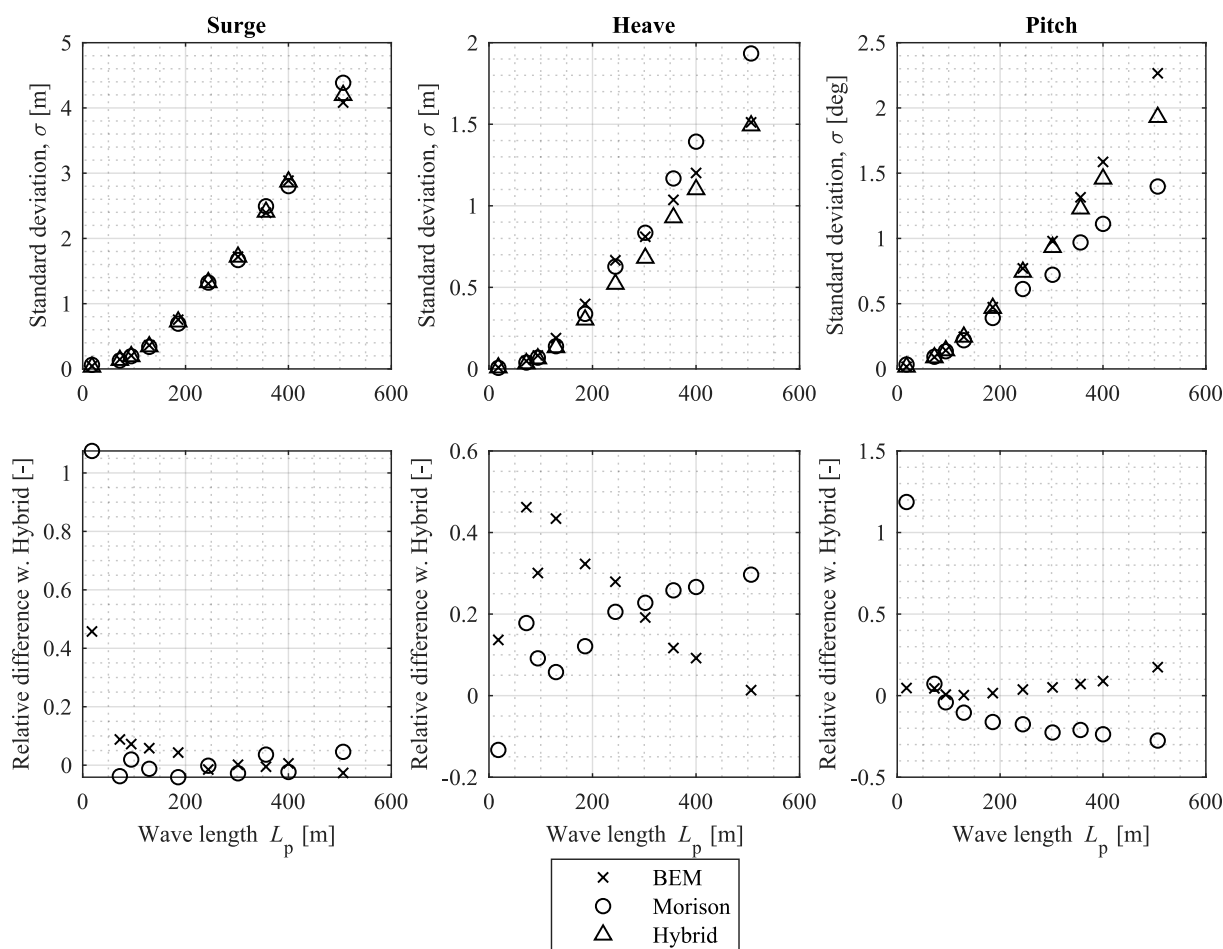 Surge
Heave
Pitch
5
4
3
2
1
0
Standard deviation, σ [m]
0 200 400 600
2
1.5
1
0.5
0
Standard deviation, σ [m]
0 200 400 600
2.5
2
1.5
1
0.5
0
Standard deviation, σ [deg]
0 200 400 600
1
0.8
0.6
0.4
0.2
0
Relative difference w. Hybrid [-]
0 200 400 600
Wave length Lp [m]
0.6
0.4
0.2
0
-0.2
Relative difference w. Hybrid [-]
0 200 400 600
Wave length Lp [m]
1.5
1
0.5
0
-0.5
Relative difference w. Hybrid [-]
0 200 400 600
Wave length Lp [m]
BEM
Morison
Hybrid